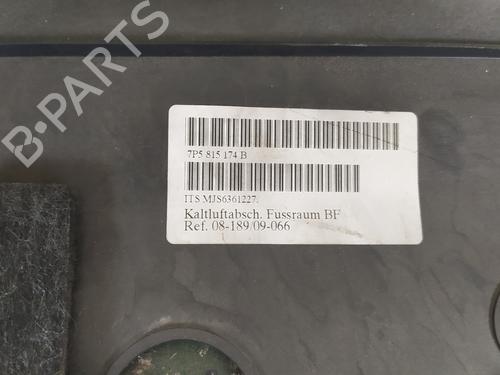 B-PARTS
7P5 815 174 B
ITS MJS6361227.
Kaltluftabsch. Fussraum BF
Ref. 08-189/09-066